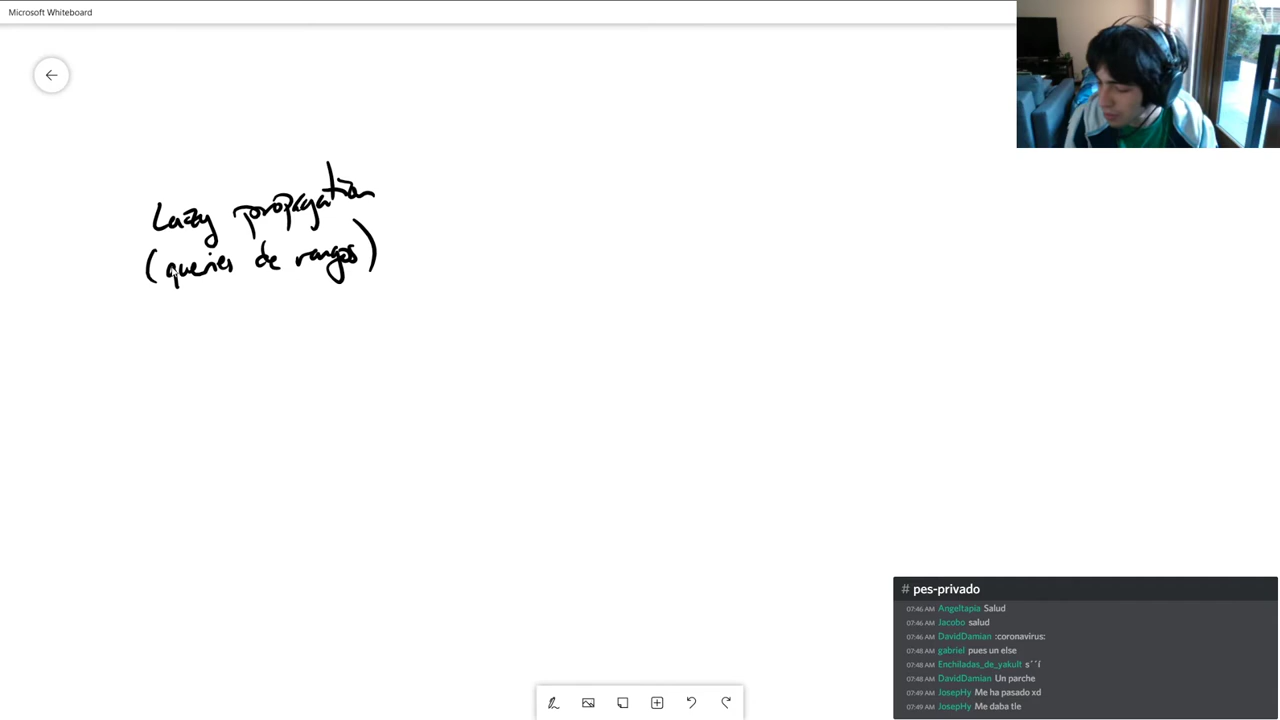 Microsoft Whiteboard
Lazy propagation
(queries de rangos)
# pes-privado
07:46 AM Angeltapia Salud
07:46 AM Jacobo salud
07:46 AM DavidDamian :coronavirus:
07:48 AM gabriel pues un else
07:48 AM Enchiladas_de_yakult s´´í
07:48 AM DavidDamian Un parche
07:49 AM JosepHy Me ha pasado xd
07:49 AM JosepHy Me daba tle